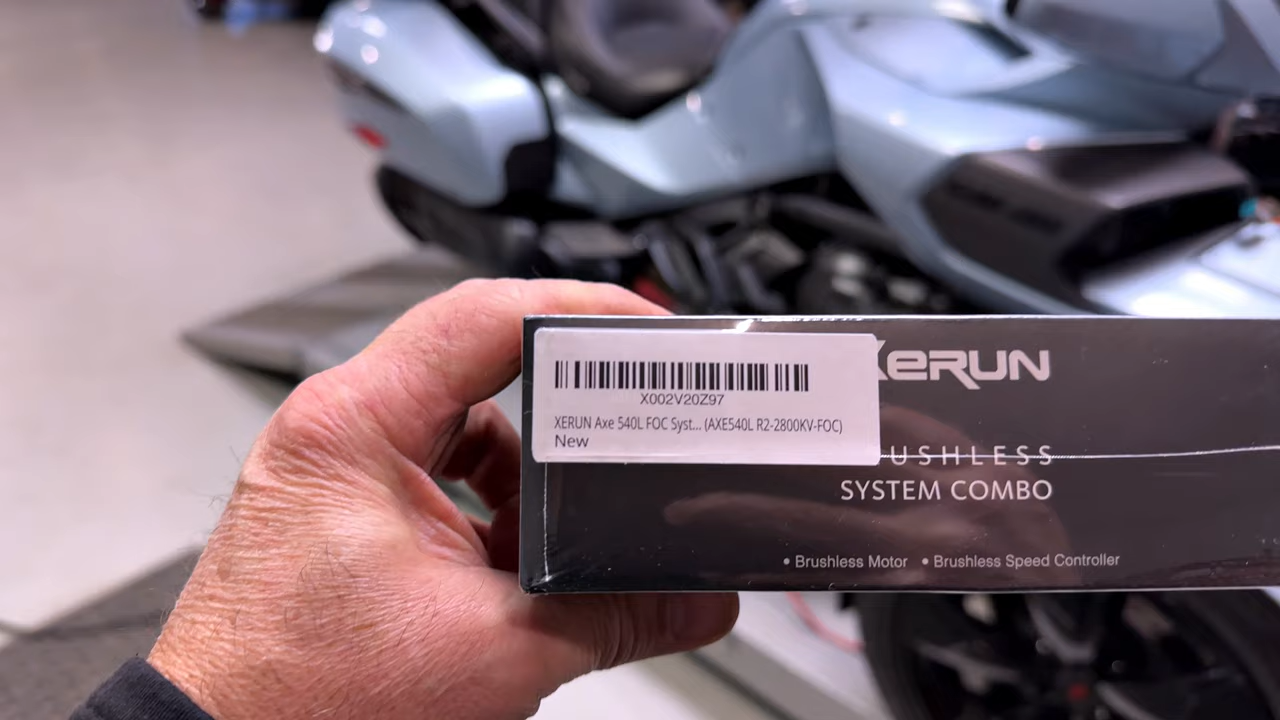 XERUN
X002V20Z97
XERUN Axe 540L FOC Syst... (AXE540L R2-2800KV-FOC)
New
USHLESS
SYSTEM COMBO
• Brushless Motor • Brushless Speed Controller